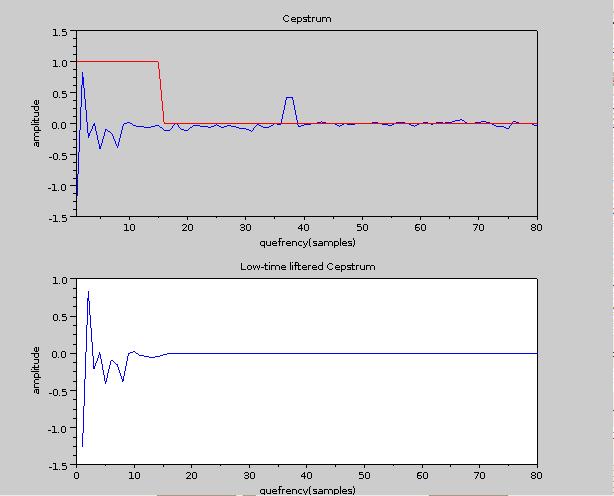 Cepstrum
1.5
1.0
0.5
0.0
-0.5
-1.0
-1.5
amplitude
10 20 30 40 50 60 70 80
quefrency(samples)
Low-time liftered Cepstrum
1.0
0.5
0.0
-0.5
-1.0
-1.5
amplitude
0 10 20 30 40 50 60 70 80
quefrency(samples)